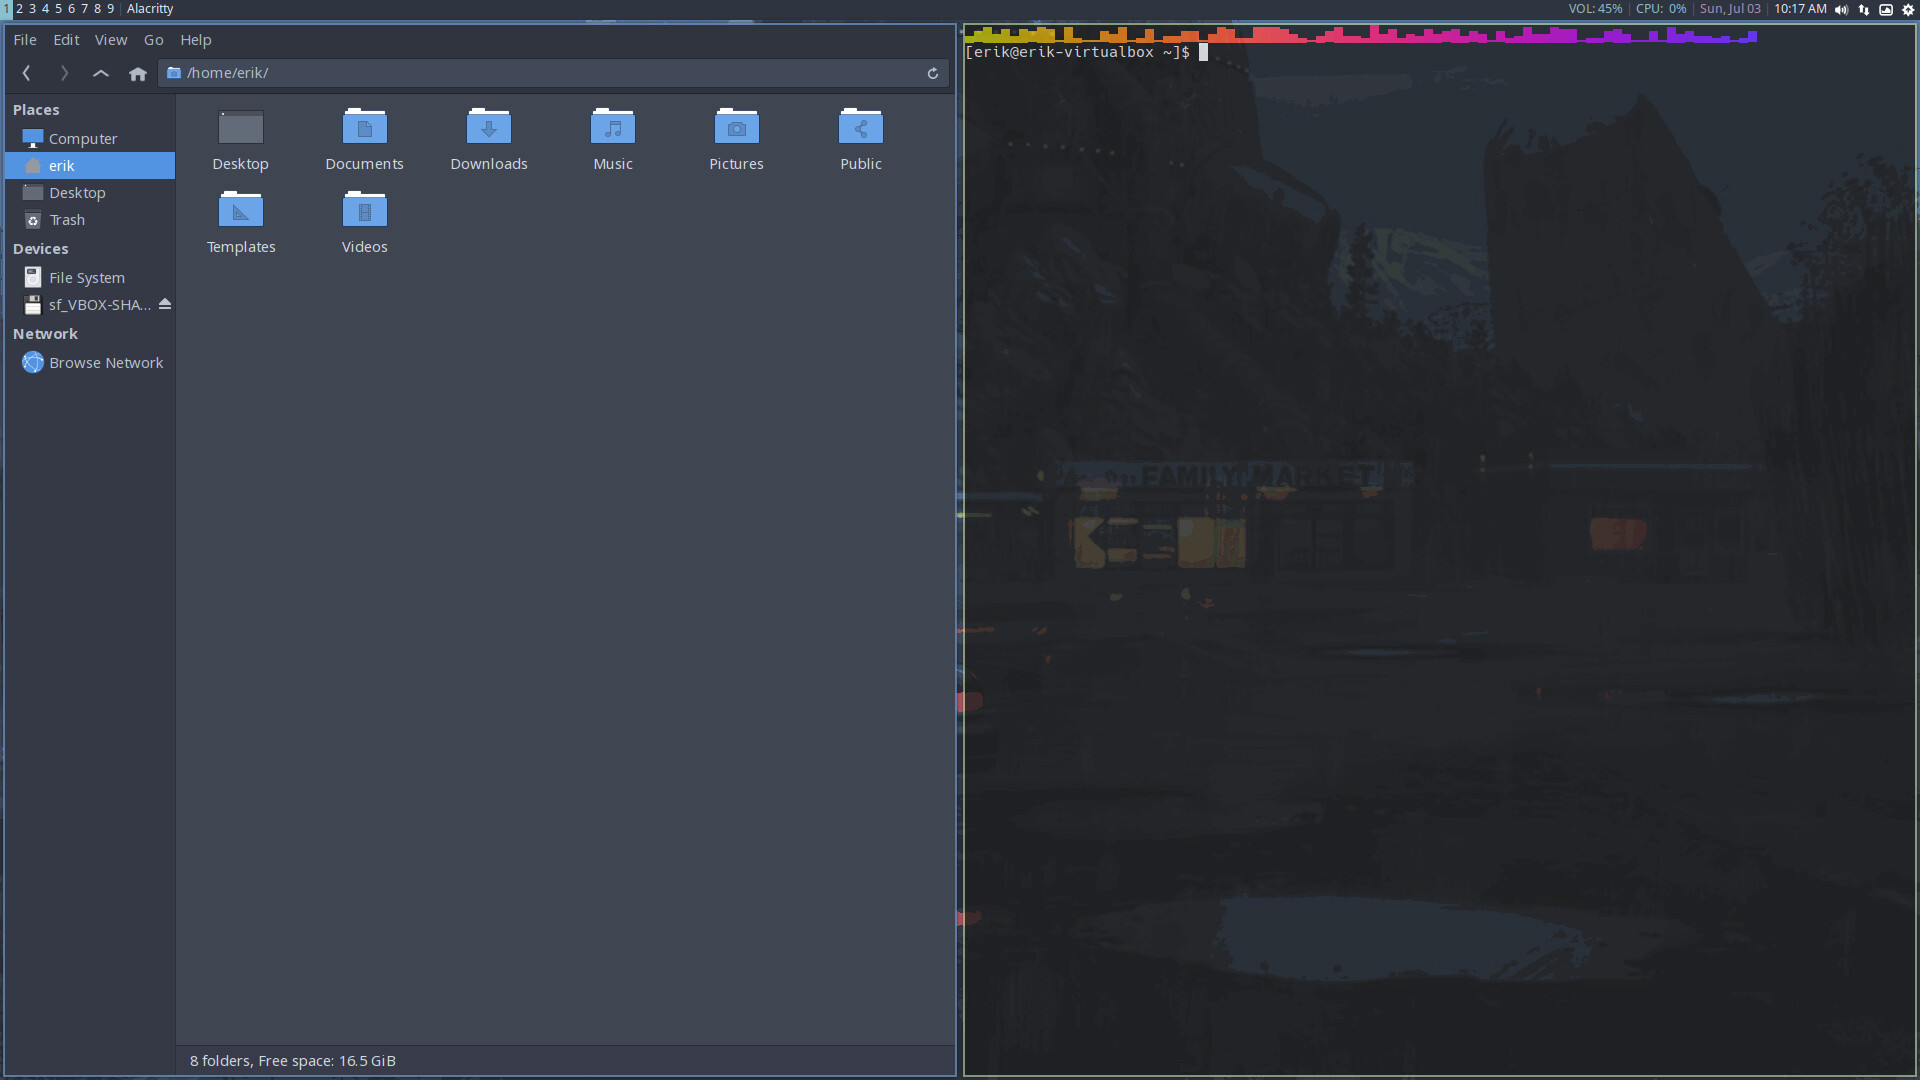 1 2 3 4 5 6 7 8 9 | Alacritty
VOL: 45% | CPU: 0% | Sun, Jul 03 | 10:17 AM
File Edit View Go Help
/home/erik/
Places
Computer
erik
Desktop
Trash
Devices
File System
sf_VBOX-SHA...
Network
Browse Network
Desktop Documents Downloads Music Pictures Public
Templates Videos
8 folders, Free space: 16.5 GiB
[erik@erik-virtualbox ~]$
FAMILY MARKET